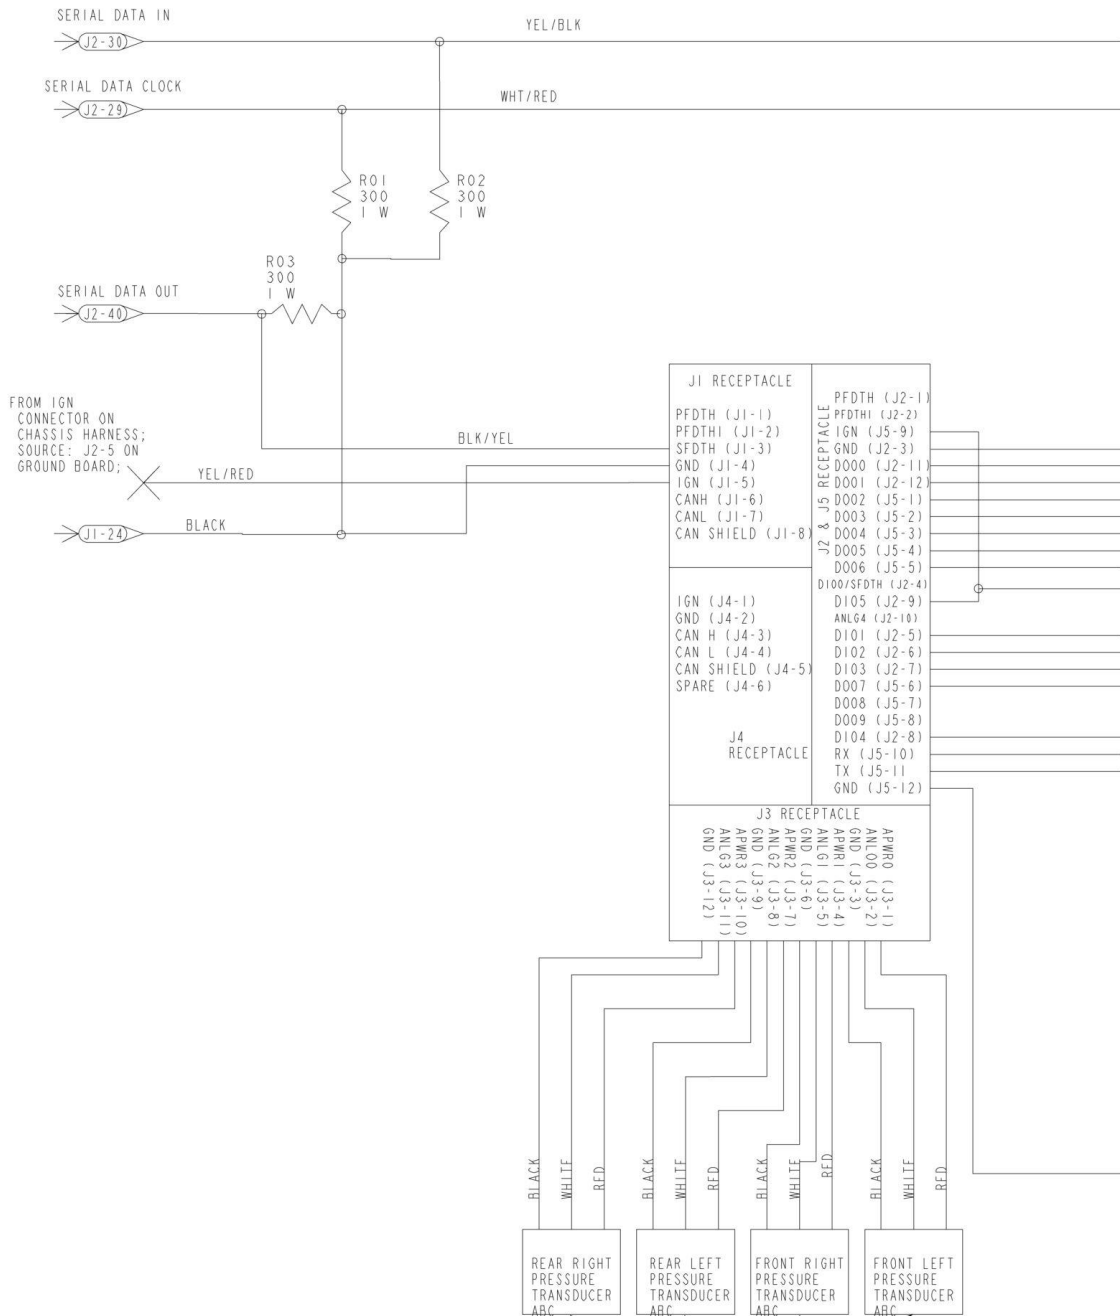 SERIAL DATA IN
J2-30
YEL/BLK
SERIAL DATA CLOCK
J2-29
WHT/RED
R01
300
1 W
R02
300
1 W
R03
300
1 W
SERIAL DATA OUT
J2-40
FROM IGN
CONNECTOR ON
CHASSIS HARNESS;
SOURCE: J2-5 ON
GROUND BOARD;
YEL/RED
BLK/YEL
J1-24
BLACK
J1 RECEPTACLE
PFDTH (J1-1)
PFDTH1 (J1-2)
SFDTH (J1-3)
GND (J1-4)
IGN (J1-5)
CANH (J1-6)
CANL (J1-7)
CAN SHIELD (J1-8)
J2 & J5 RECEPTACLE
PFDTH (J2-1)
PFDTH1 (J2-2)
IGN (J5-9)
GND (J2-3)
DO00 (J2-11)
DO01 (J2-12)
DO02 (J5-1)
DO03 (J5-2)
DO04 (J5-3)
DO05 (J5-4)
DO06 (J5-5)
DI00/SFDTH (J2-4)
DI05 (J2-9)
ANLG4 (J2-10)
DI01 (J2-5)
DI02 (J2-6)
DI03 (J2-7)
DO07 (J5-6)
DO08 (J5-7)
DO09 (J5-8)
DI04 (J2-8)
RX (J5-10)
TX (J5-11
GND (J5-12)
IGN (J4-1)
GND (J4-2)
CAN H (J4-3)
CAN L (J4-4)
CAN SHIELD (J4-5)
SPARE (J4-6)
J4
RECEPTACLE
J3 RECEPTACLE
GND (J3-12)
ANLG3 (J3-11)
APWR3 (J3-10)
GND (J3-9)
ANLG2 (J3-8)
APWR2 (J3-7)
GND (J3-6)
ANLG1 (J3-5)
APWR1 (J3-4)
GND (J3-3)
ANLO0 (J3-2)
APWR0 (J3-1)
BLACK
WHITE
RED
BLACK
WHITE
RED
BLACK
WHITE
RED
BLACK
WHITE
RED
REAR RIGHT
PRESSURE
TRANSDUCER
ABC
REAR LEFT
PRESSURE
TRANSDUCER
ABC
FRONT RIGHT
PRESSURE
TRANSDUCER
ABC
FRONT LEFT
PRESSURE
TRANSDUCER
ABC